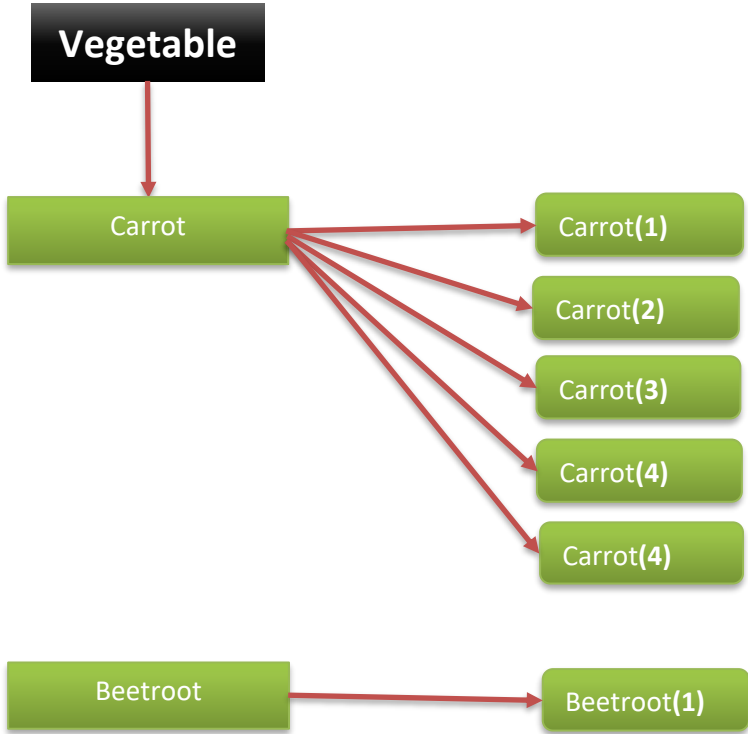 Vegetable
Carrot
Carrot(1)
Carrot(2)
Carrot(3)
Carrot(4)
Carrot(4)
Beetroot
Beetroot(1)